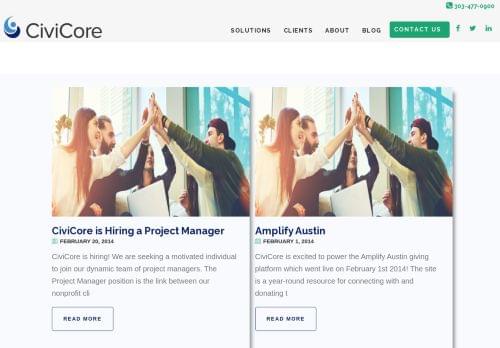 303-477-0900
CiviCore
SOLUTIONS CLIENTS ABOUT BLOG CONTACT US
CiviCore is Hiring a Project Manager
FEBRUARY 20, 2014
CiviCore is hiring! We are seeking a motivated individual
to join our dynamic team of project managers. The
Project Manager position is the link between our
nonprofit cli
READ MORE
Amplify Austin
FEBRUARY 1, 2014
CiviCore is excited to power the Amplify Austin giving
platform which went live on February 1st 2014! The site
is a year-round resource for connecting with and
donating t
READ MORE